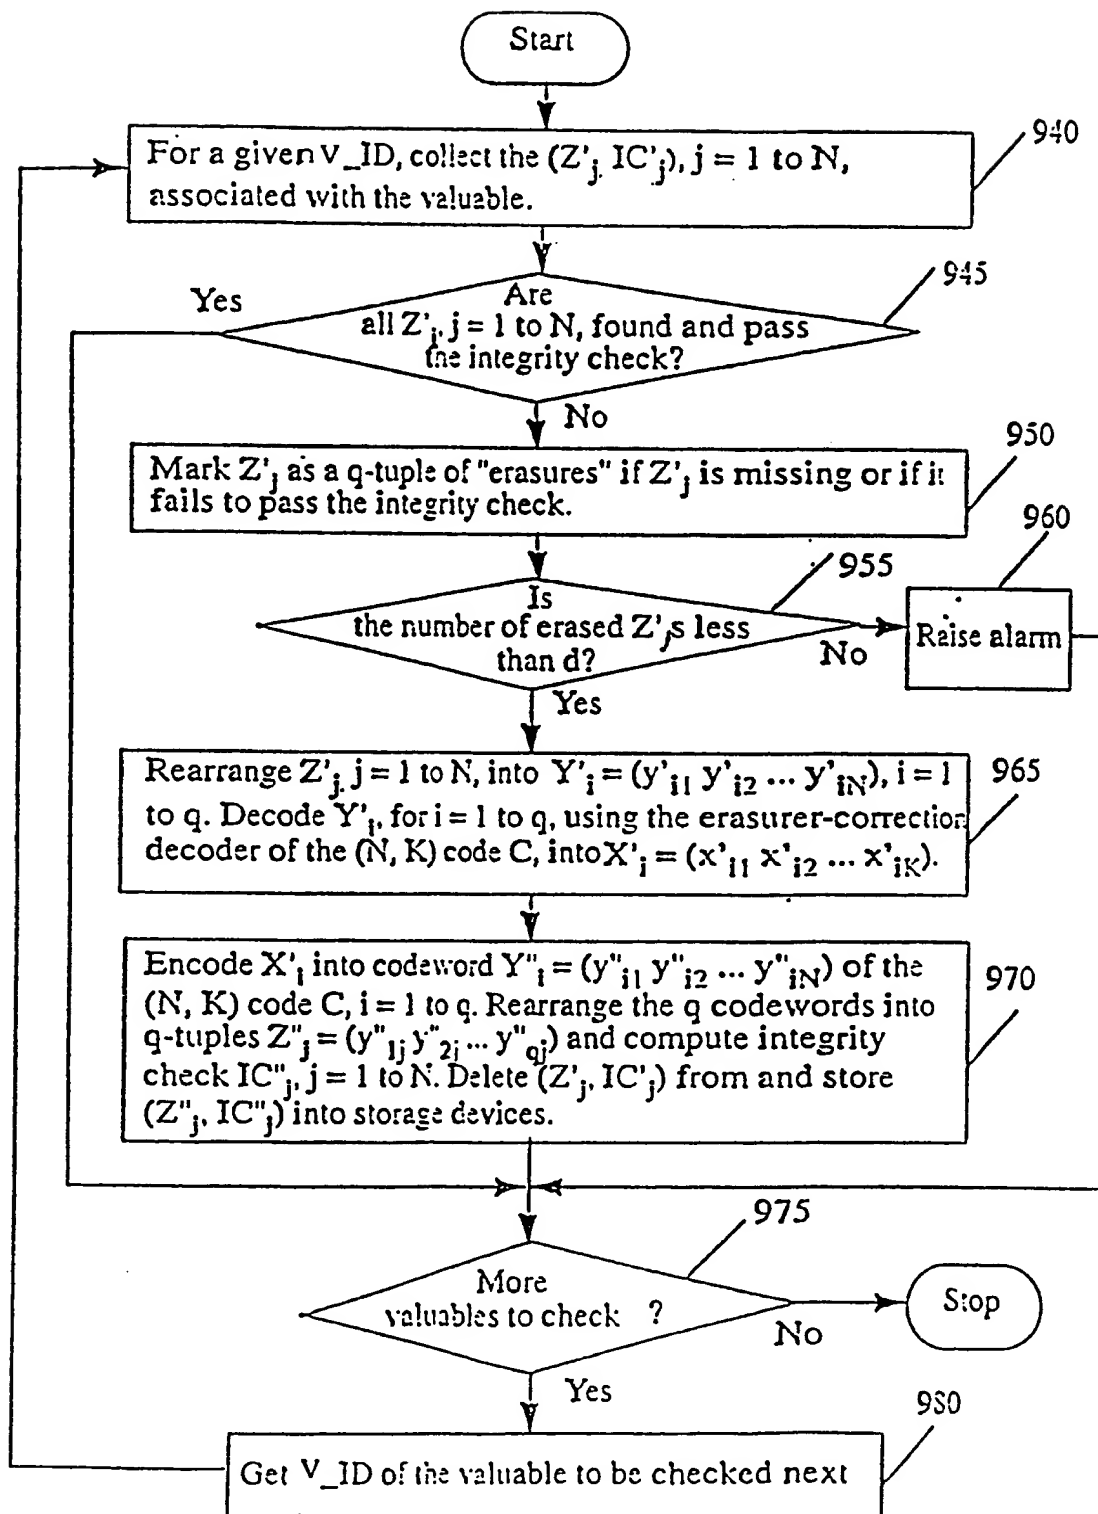 Start
940
For a given V_ID, collect the (Z'j, IC'j), j = 1 to N,
associated with the valuable.
945
Yes
Are
all Z'j, j = 1 to N, found and pass
the integrity check?
No
950
Mark Z'j as a q-tuple of "erasures" if Z'j is missing or if it
fails to pass the integrity check.
960
955
Is
the number of erased Z'js less
than d?
No
Raise alarm
Yes
965
Rearrange Z'j, j = 1 to N, into Y'i = (y'i1 y'i2 ... y'iN), i = 1
to q. Decode Y'i, for i = 1 to q, using the erasurer-correction
decoder of the (N, K) code C, into X'i = (x'i1 x'i2 ... x'iK).
970
Encode X'i into codeword Y"i = (y"i1 y"i2 ... y"iN) of the
(N, K) code C, i = 1 to q. Rearrange the q codewords into
q-tuples Z"j = (y"1j y"2j ... y"qj) and compute integrity
check IC"j, j = 1 to N. Delete (Z'j, IC'j) from and store
(Z"j, IC"j) into storage devices.
975
More
valuables to check ?
No
Stop
Yes
980
Get V_ID of the valuable to be checked next